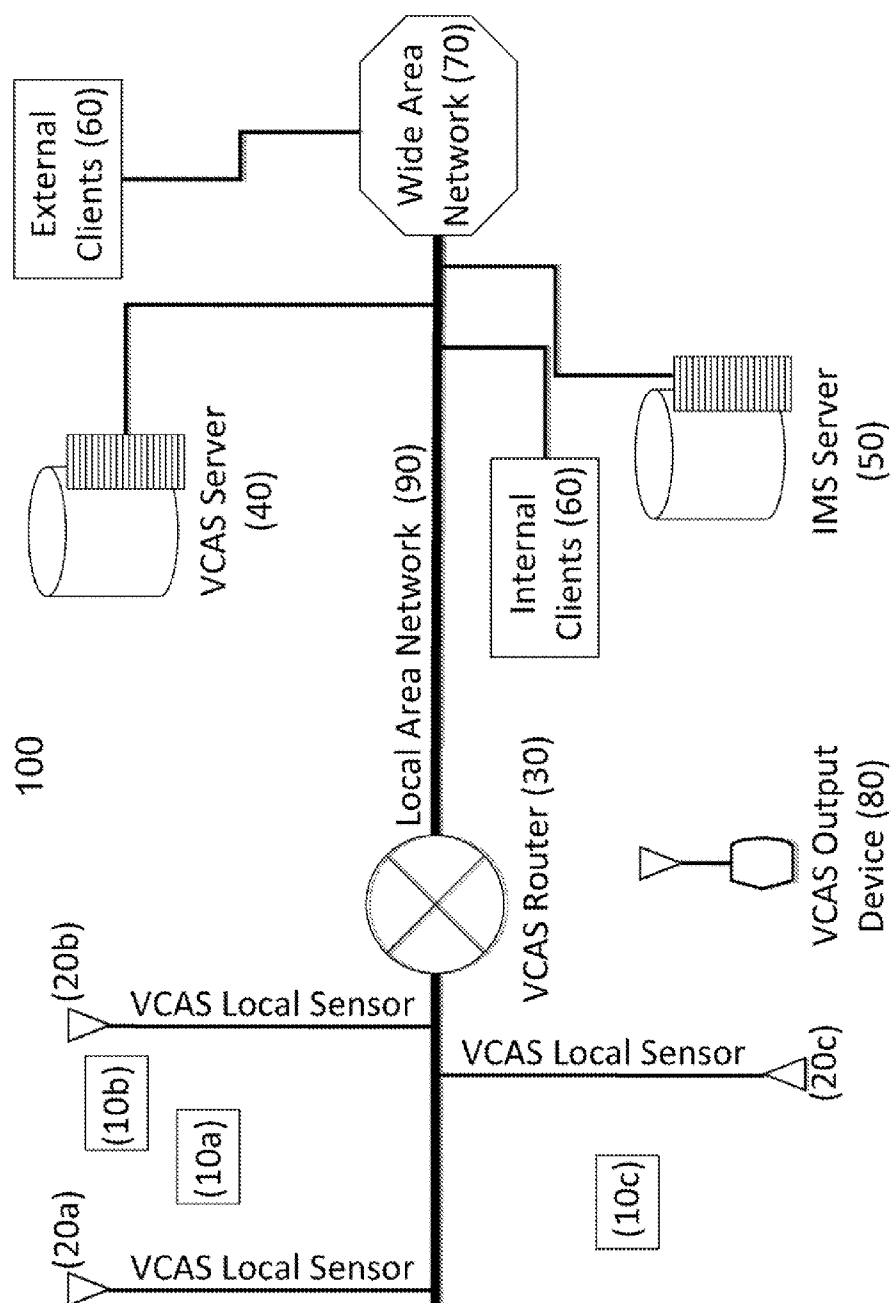 100
(20a)
VCAS Local Sensor
(10b)
(10a)
(20b)
VCAS Local Sensor
(10c)
VCAS Local Sensor
(20c)
VCAS Router (30)
VCAS Output
Device (80)
Local Area Network (90)
VCAS Server
(40)
Internal
Clients (60)
IMS Server
(50)
External
Clients (60)
Wide Area
Network (70)